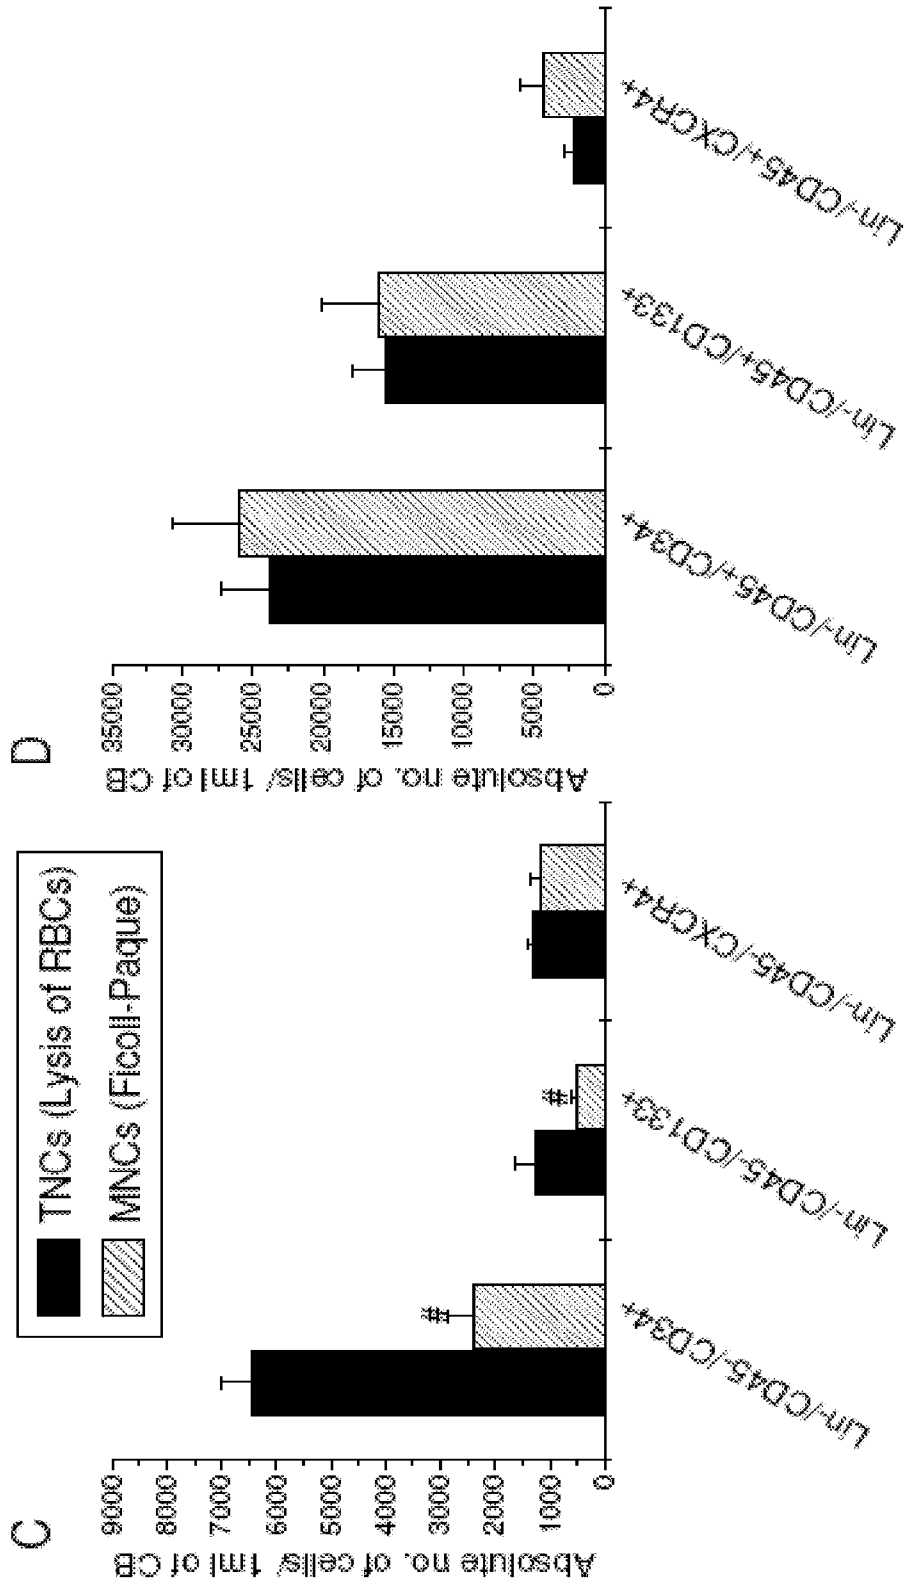 C
TNCs (Lysis of RBCs)
MNCs (Ficoll-Paque)
Absolute no. of cells/ 1ml of CB
9000
8000
7000
6000
5000
4000
3000
2000
1000
0
#
#
Lin-/CD45-/CD34+
Lin-/CD45-/CD133+
Lin-/CD45-/CXCR4+
D
Absolute no. of cells/ 1ml of CB
35000
30000
25000
20000
15000
10000
5000
0
Lin-/CD45+/CD34+
Lin-/CD45+/CD133+
Lin-/CD45+/CXCR4+